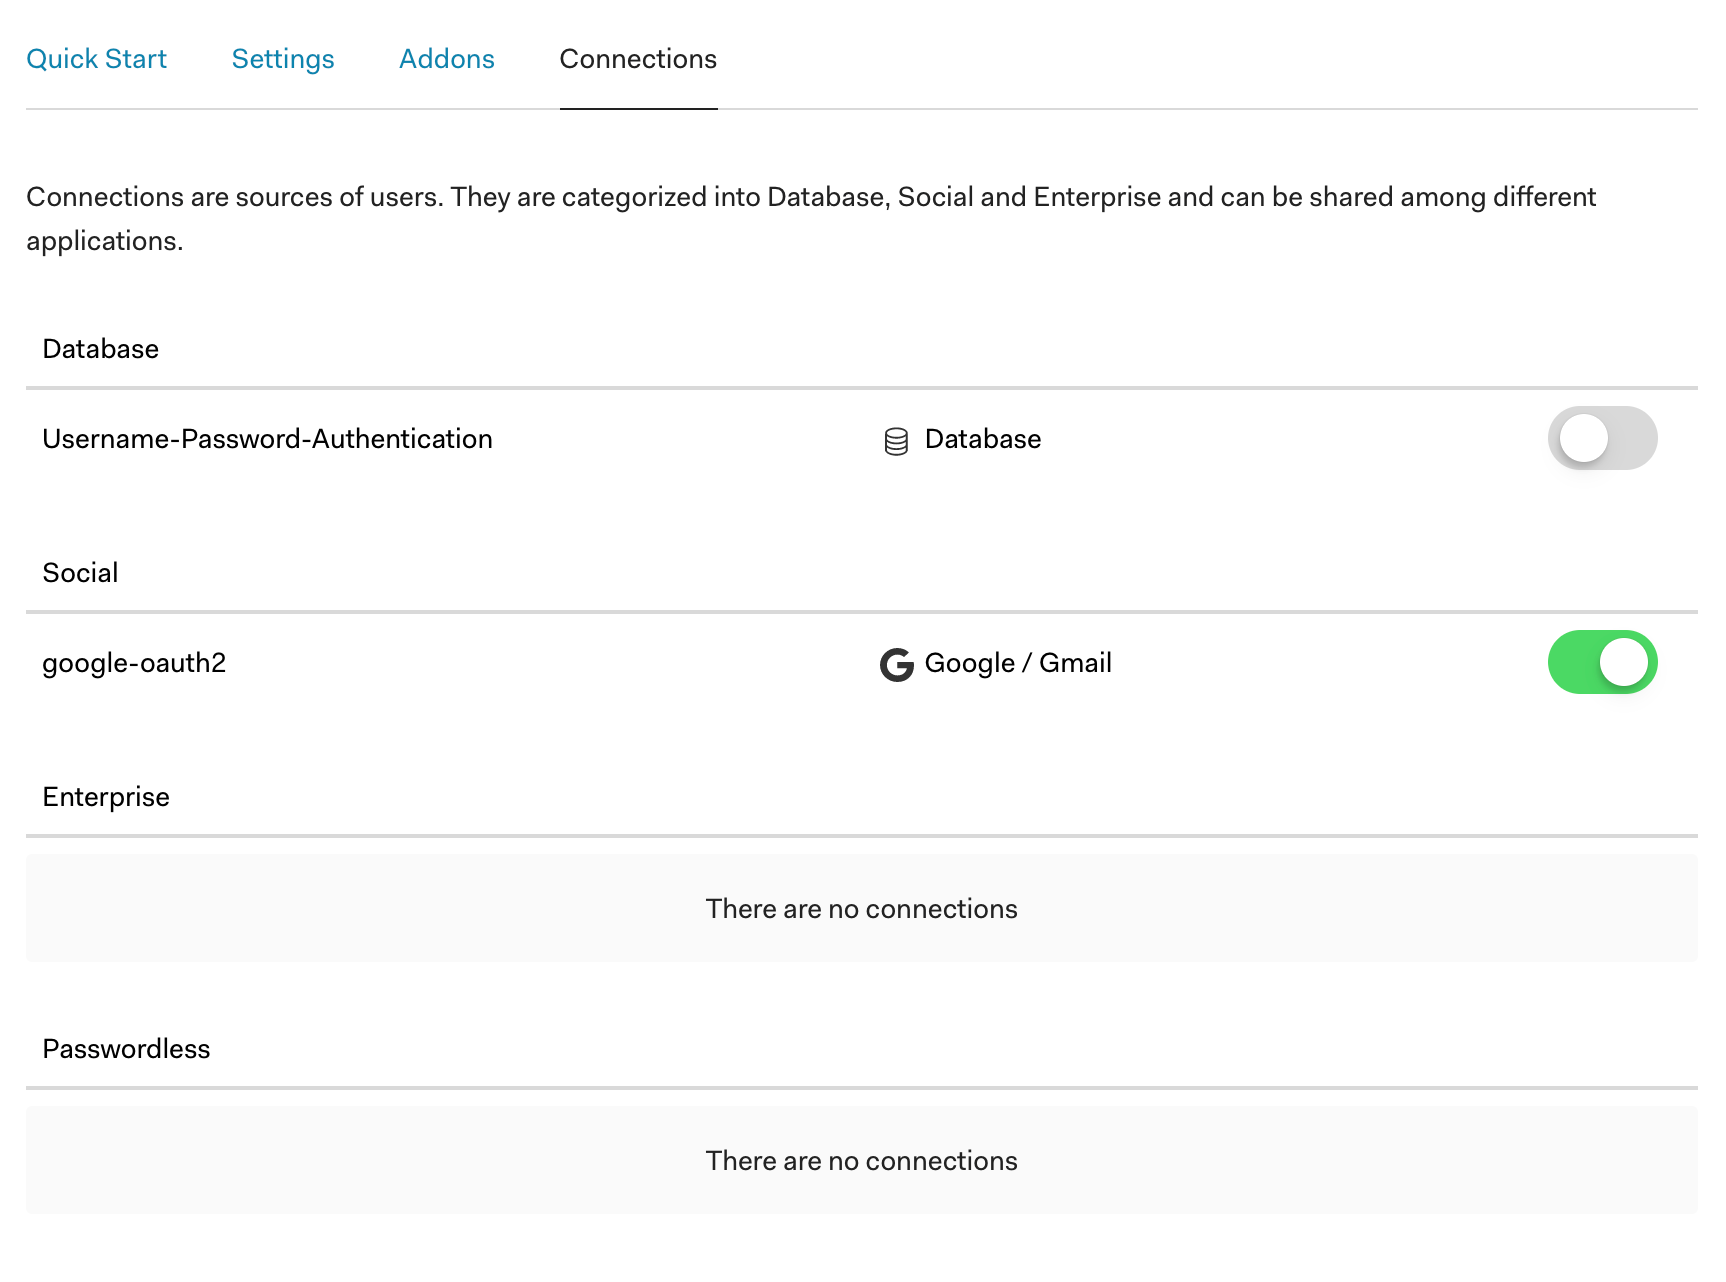 Quick Start Settings Addons Connections
Connections are sources of users. They are categorized into Database, Social and Enterprise and can be shared among different
applications.
Database
Username-Password-Authentication Database
Social
google-oauth2 Google / Gmail
Enterprise
There are no connections
Passwordless
There are no connections